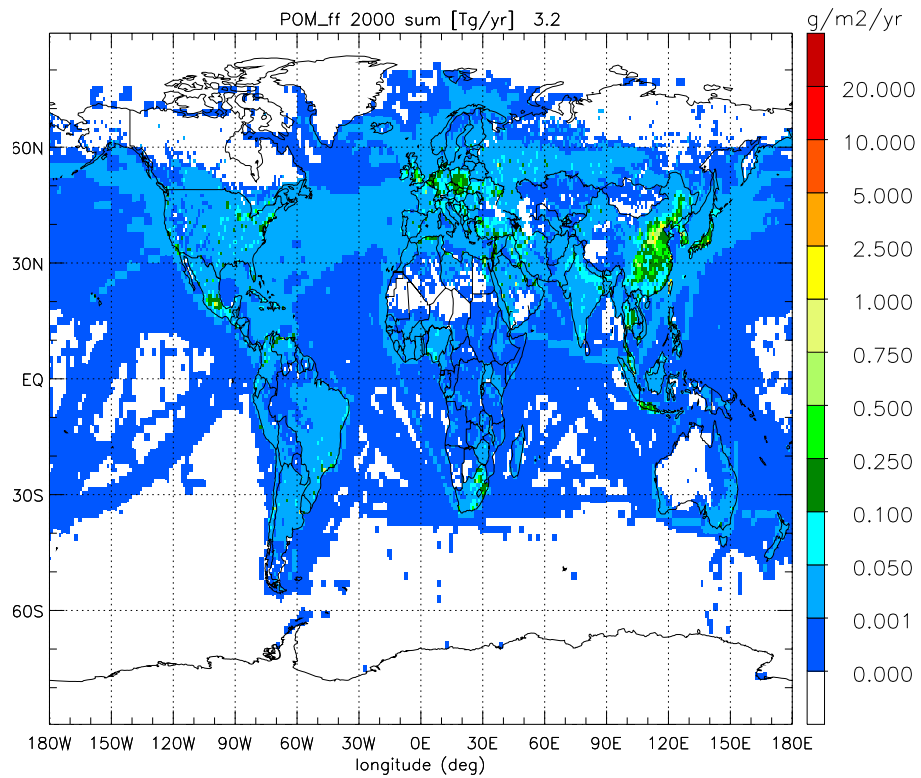 POM_ff 2000 sum [Tg/yr] 3.2
g/m2/yr
20.000
10.000
5.000
2.500
1.000
0.750
0.500
0.250
0.100
0.050
0.001
0.000
60N
30N
EQ
30S
60S
180W 150W 120W 90W 60W 30W 0E 30E 60E 90E 120E 150E 180E
longitude (deg)